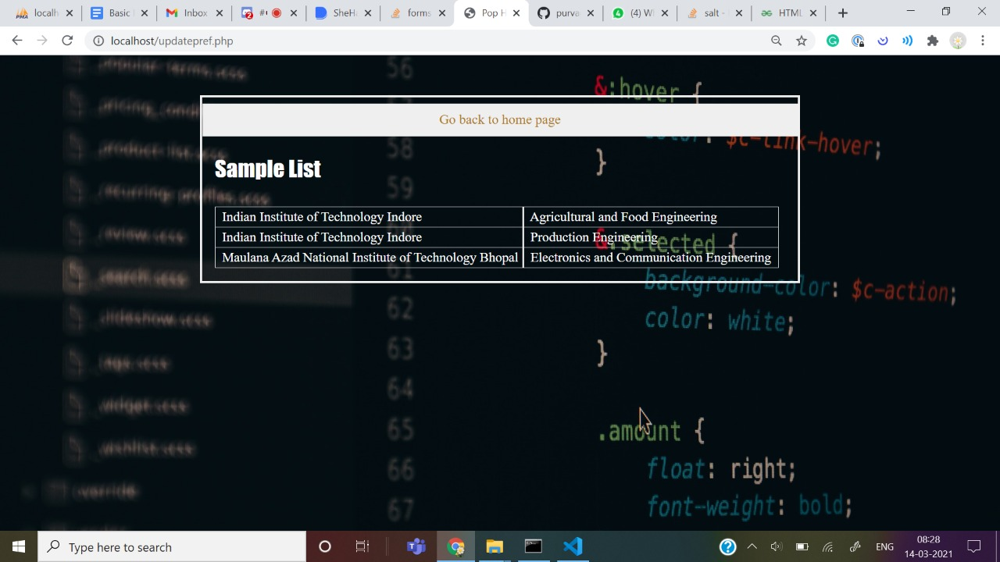 localh
Basic
Inbox
SheHa
form
Pop H
purva
(4) W
salt -
HTML
localhost/updatepref.php
56
&:hover {
Go back to home page
color: $c-link-hover;
58
}
Sample List
59
Indian Institute of Technology Indore Agricultural and Food Engineering
Indian Institute of Technology Indore Production Engineering
&:selected {
Maulana Azad National Institute of Technology Bhopal Electronics and Communication Engineering
61
background-color: $c-action;
62
color: white;
63
}
64
65
.amount {
66
float: right;
67
font-weight: bold;
Type here to search
ENG
08:28
14-03-2021